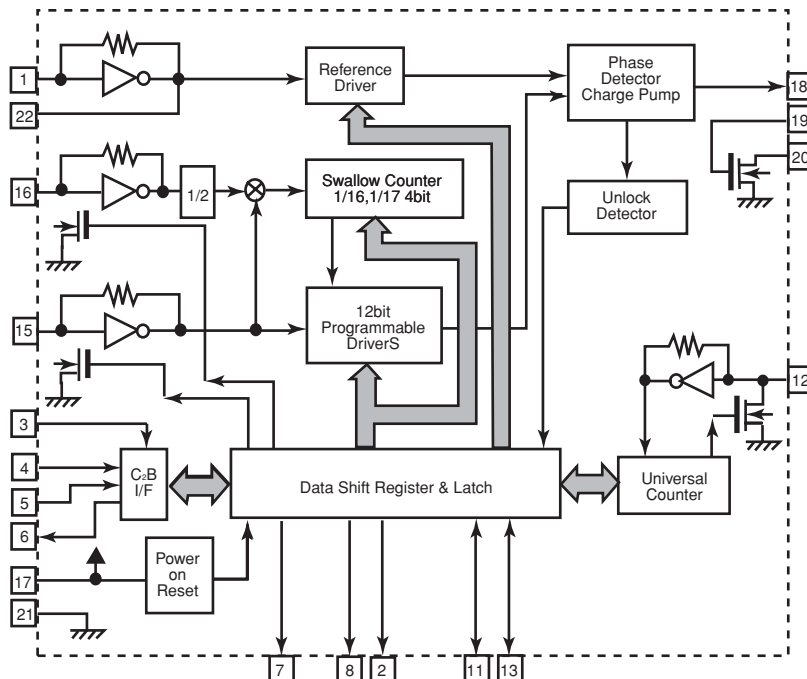 1
Reference
Driver
Phase
Detector
Charge Pump
18
22
19
20
16
1/2
Swallow Counter
1/16,1/17 4bit
Unlock
Detector
15
12bit
Programmable
DriverS
12
3
4
C2B
I/F
5
6
Data Shift Register & Latch
Universal
Counter
17
Power
on
Reset
21
7
8
2
11
13